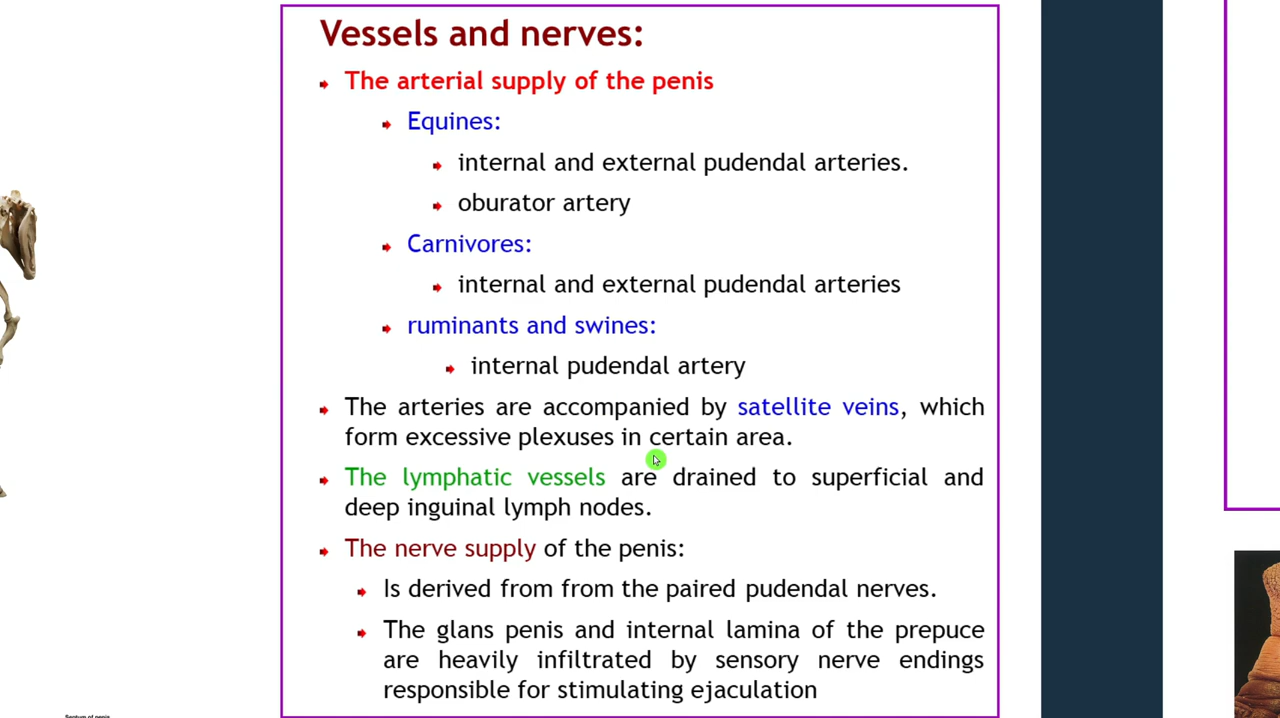 Vessels and nerves:
The arterial supply of the penis
Equines:
internal and external pudendal arteries.
oburator artery
Carnivores:
internal and external pudendal arteries
ruminants and swines:
internal pudendal artery
The arteries are accompanied by satellite veins, which
form excessive plexuses in certain area.
The lymphatic vessels are drained to superficial and
deep inguinal lymph nodes.
The nerve supply of the penis:
Is derived from from the paired pudendal nerves.
The glans penis and internal lamina of the prepuce
are heavily infiltrated by sensory nerve endings
responsible for stimulating ejaculation
Septum of penis